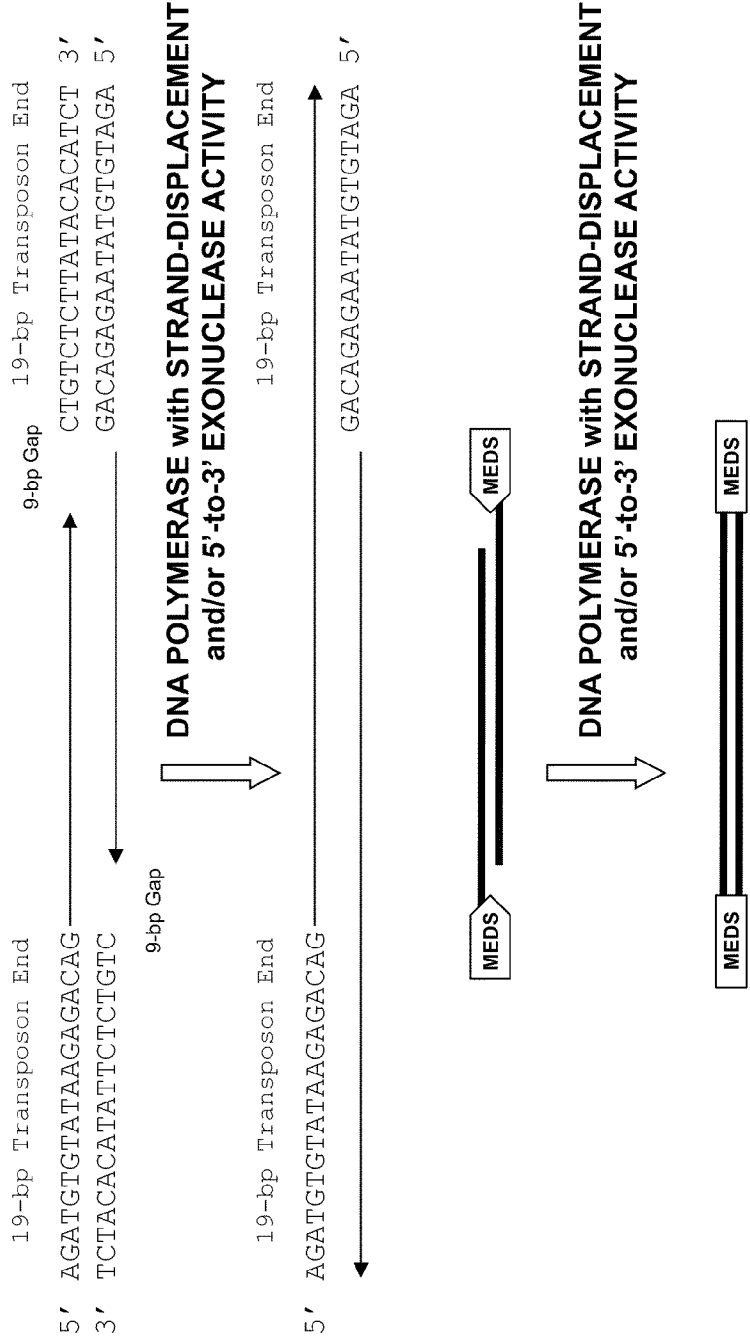 19-bp Transposon End 19-bp Transposon End
9-bp Gap
5′ AGATGTGTATAAGAGACAG CTGTCTCTTATACACATCT 3′
3′ TCTACACATATTCTCTGTC GACAGAGAATATGTGTAGA 5′
9-bp Gap
DNA POLYMERASE with STRAND-DISPLACEMENT
and/or 5’-to-3’ EXONUCLEASE ACTIVITY
19-bp Transposon End 19-bp Transposon End
5′ AGATGTGTATAAGAGACAG
GACAGAGAATATGTGTAGA 5′
MEDS MEDS
DNA POLYMERASE with STRAND-DISPLACEMENT
and/or 5’-to-3’ EXONUCLEASE ACTIVITY
MEDS MEDS